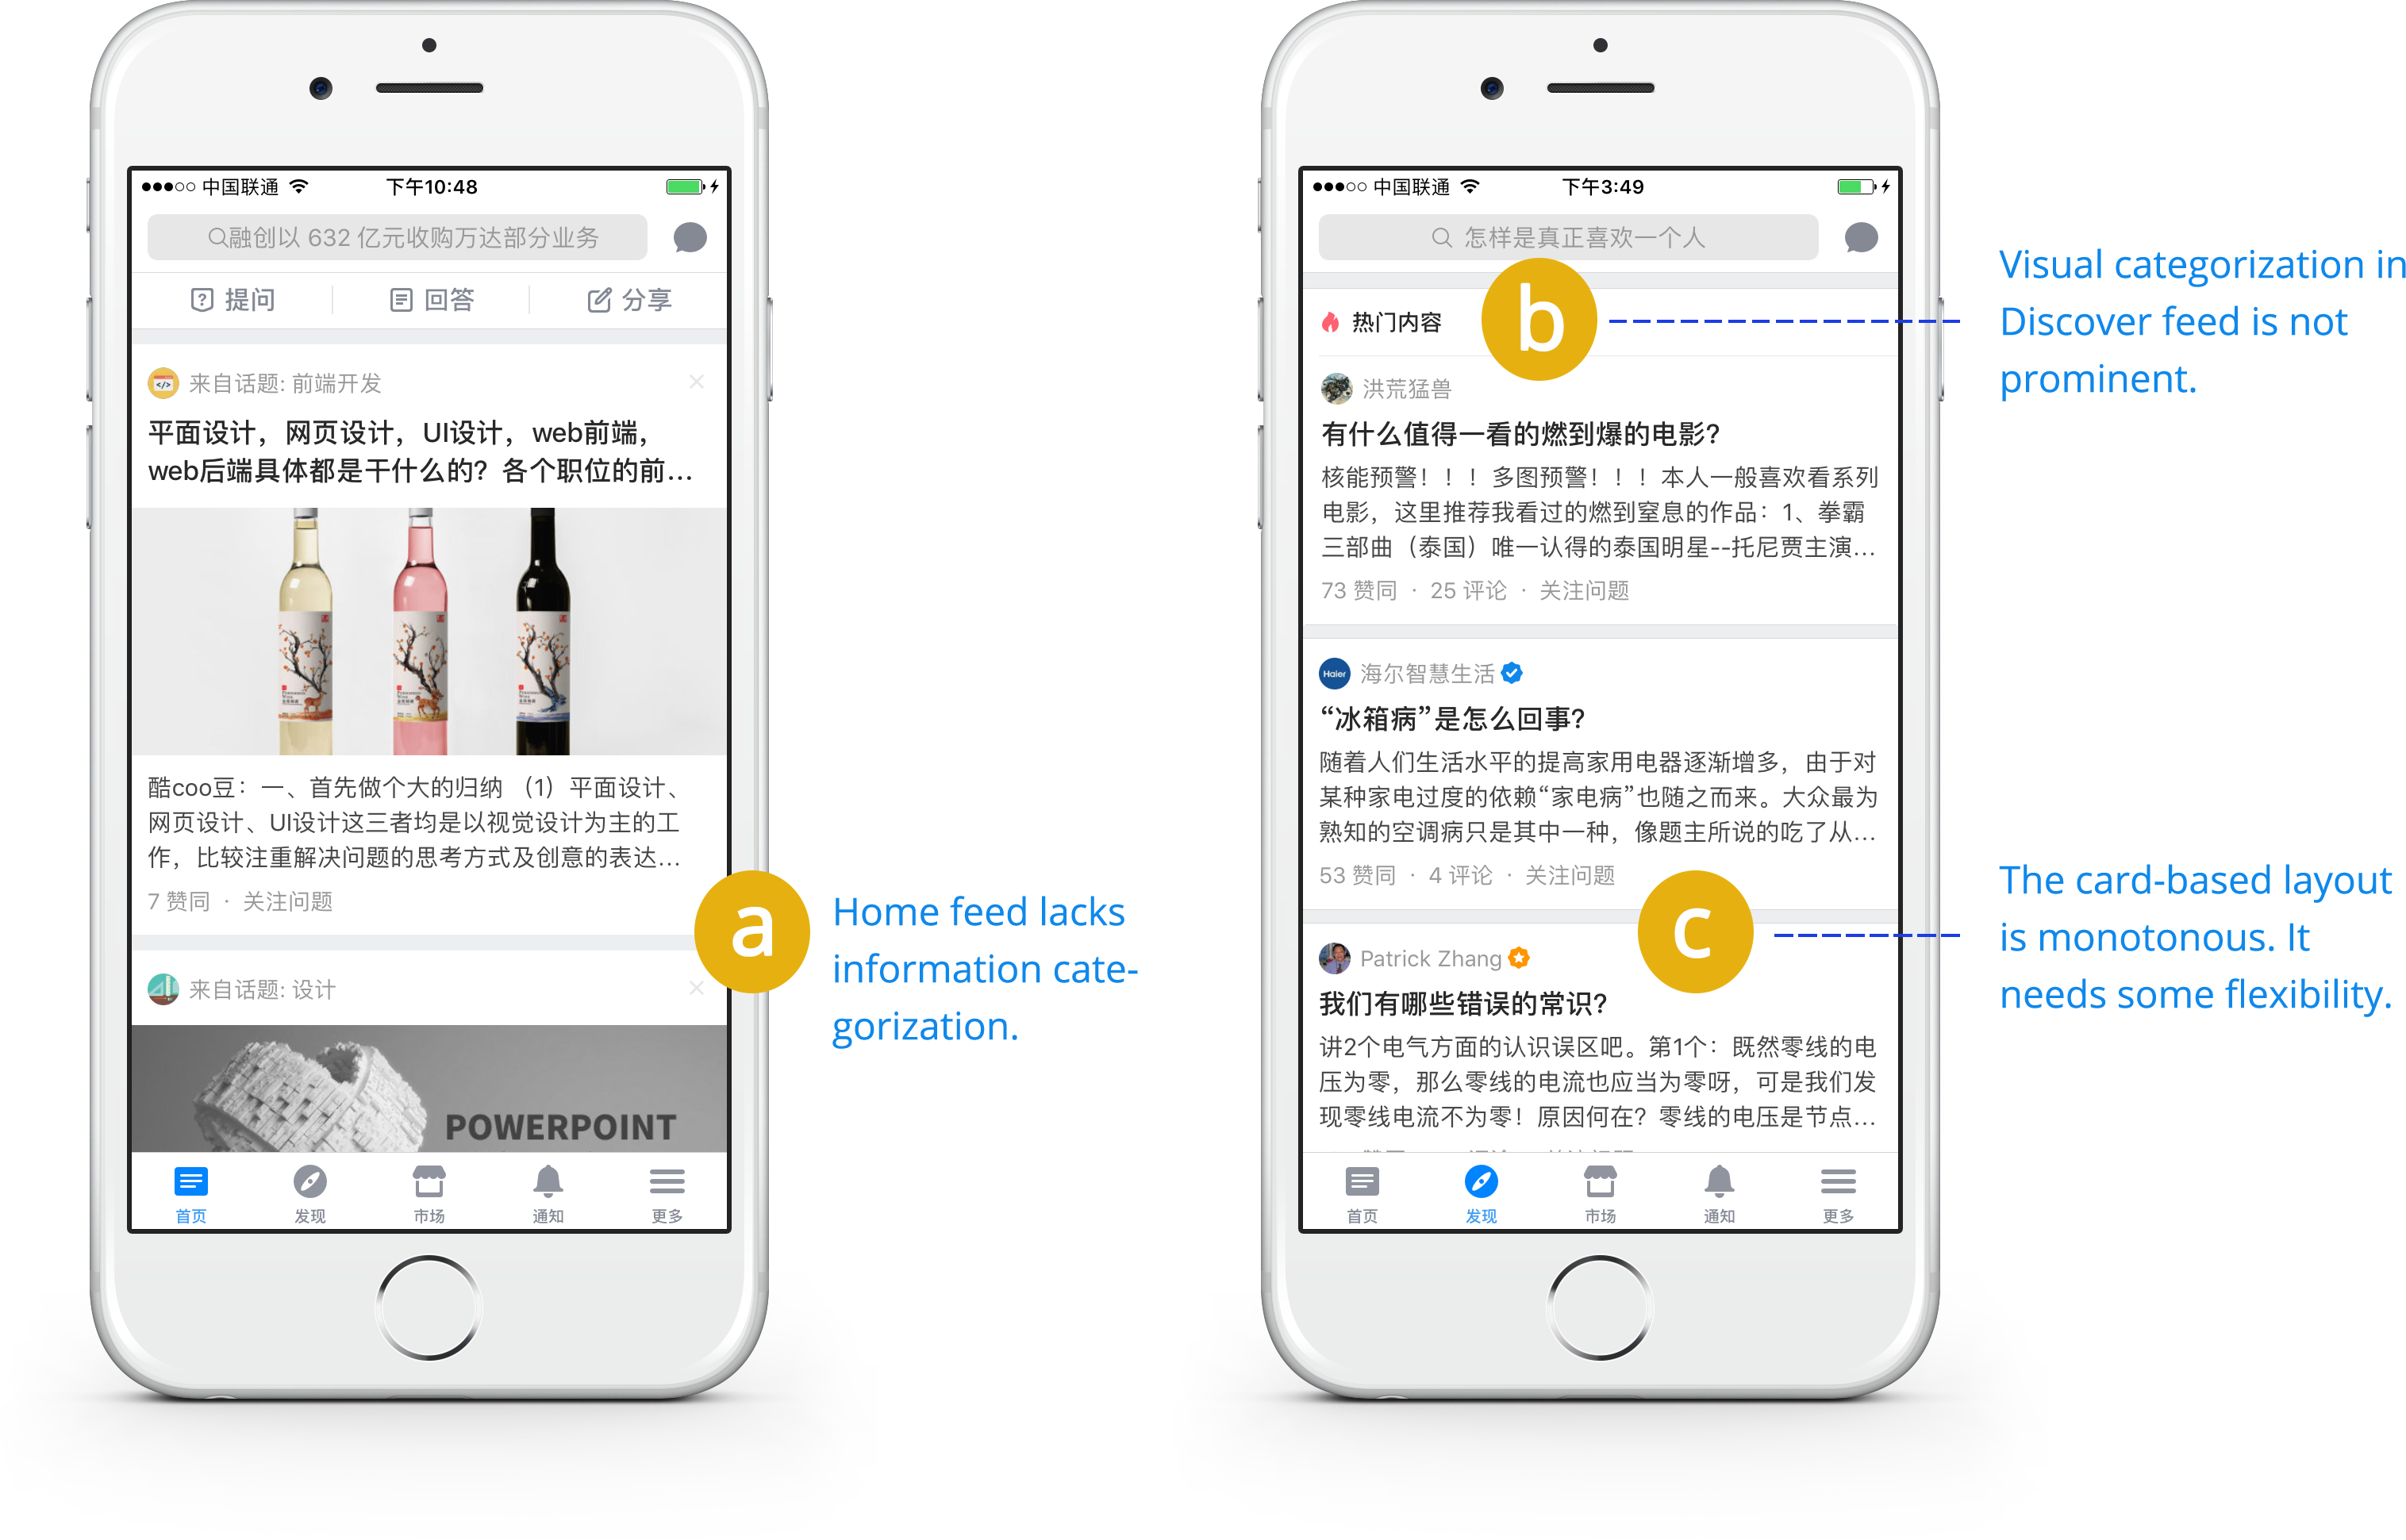 中国联通 下午10:48
融创以 632 亿元收购万达部分业务
提问 回答 分享
来自话题: 前端开发
平面设计，网页设计，UI设计，web前端，
web后端具体都是干什么的？各个职位的前...
酷coo豆：一、首先做个大的归纳 （1）平面设计、
网页设计、UI设计这三者均是以视觉设计为主的工
作，比较注重解决问题的思考方式及创意的表达...
7 赞同 · 关注问题
来自话题: 设计
POWERPOINT
首页 发现 市场 通知 更多
a
Home feed lacks
information cate-
gorization.
中国联通 下午3:49
怎样是真正喜欢一个人
热门内容
b
Visual categorization in
Discover feed is not
prominent.
洪荒猛兽
有什么值得一看的燃到爆的电影？
核能预警！！！多图预警！！！本人一般喜欢看系列
电影，这里推荐我看过的燃到窒息的作品：1、拳霸
三部曲（泰国）唯一认得的泰国明星--托尼贾主演...
73 赞同 · 25 评论 · 关注问题
Haier 海尔智慧生活
“冰箱病”是怎么回事？
随着人们生活水平的提高家用电器逐渐增多，由于对
某种家电过度的依赖“家电病”也随之而来。大众最为
熟知的空调病只是其中一种，像题主所说的吃了从...
53 赞同 · 4 评论 · 关注问题
c
The card-based layout
is monotonous. It
needs some flexibility.
Patrick Zhang
我们有哪些错误的常识？
讲2个电气方面的认识误区吧。第1个：既然零线的电
压为零，那么零线的电流也应当为零呀，可是我们发
现零线电流不为零！原因何在？零线的电压是节点...
首页 发现 市场 通知 更多